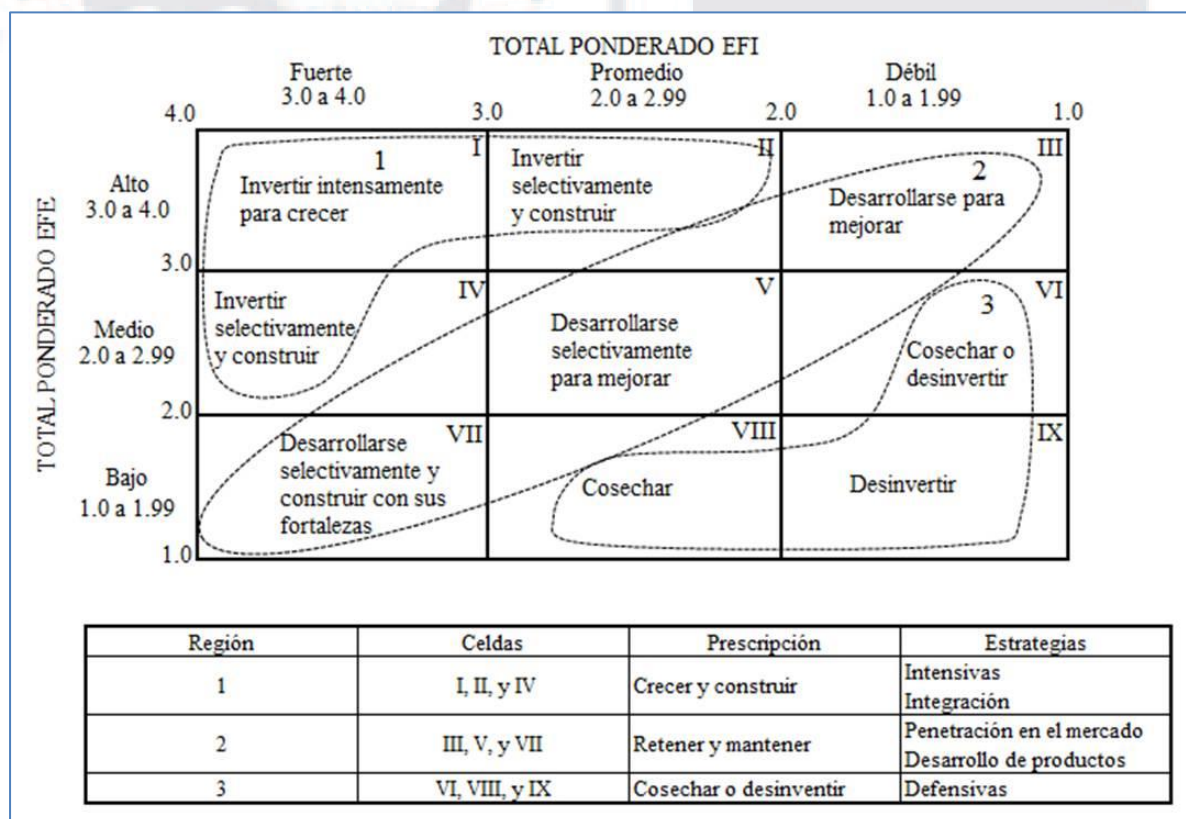 TOTAL PONDERADO EFI
Fuerte
3.0 a 4.0
Promedio
2.0 a 2.99
Débil
1.0 a 1.99
4.0
3.0
2.0
1.0
TOTAL PONDERADO EFE
Alto
3.0 a 4.0
I
1
Invertir intensamente
para crecer
II
Invertir
selectivamente
y construir
III
2
Desarrollarse para
mejorar
3.0
Medio
2.0 a 2.99
IV
Invertir
selectivamente
y construir
V
Desarrollarse
selectivamente
para mejorar
VI
3
Cosechar o
desinvertir
2.0
Bajo
1.0 a 1.99
VII
Desarrollarse
selectivamente y
construir con sus
fortalezas
VIII
Cosechar
IX
Desinvertir
1.0
Región Celdas Prescripción Estrategias
1 I, II, y IV Crecer y construir Intensivas
Integración
2 III, V, y VII Retener y mantener Penetración en el mercado
Desarrollo de productos
3 VI, VIII, y IX Cosechar o desinventir Defensivas